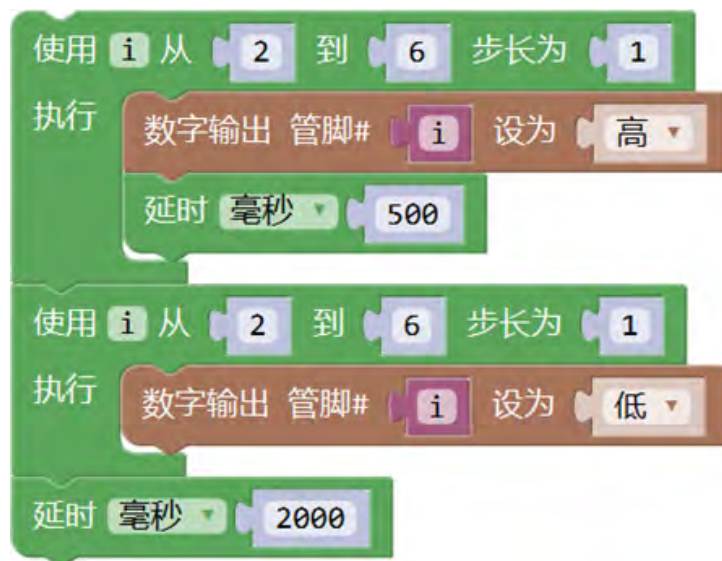 使用 i 从 2 到 6 步长为 1
执行 数字输出 管脚# i 设为 高
延时 毫秒 500
使用 i 从 2 到 6 步长为 1
执行 数字输出 管脚# i 设为 低
延时 毫秒 2000